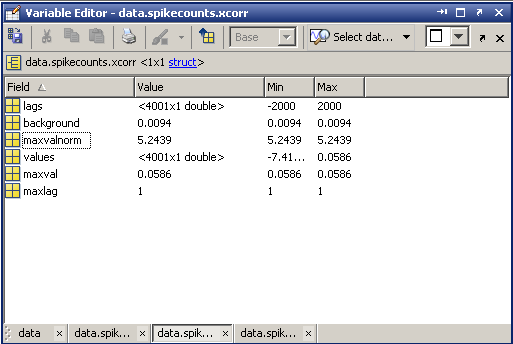 Variable Editor - data.spikecounts.xcorr
Base Select dat...
data.spikecounts.xcorr <1x1 struct>
Field Value Min Max
lags <4001x1 double> -2000 2000
background 0.0094 0.0094 0.0094
maxvalnorm 5.2439 5.2439 5.2439
values <4001x1 double> -7.41... 0.0586
maxval 0.0586 0.0586 0.0586
maxlag 1 1 1
data data.spik... data.spik... data.spik...